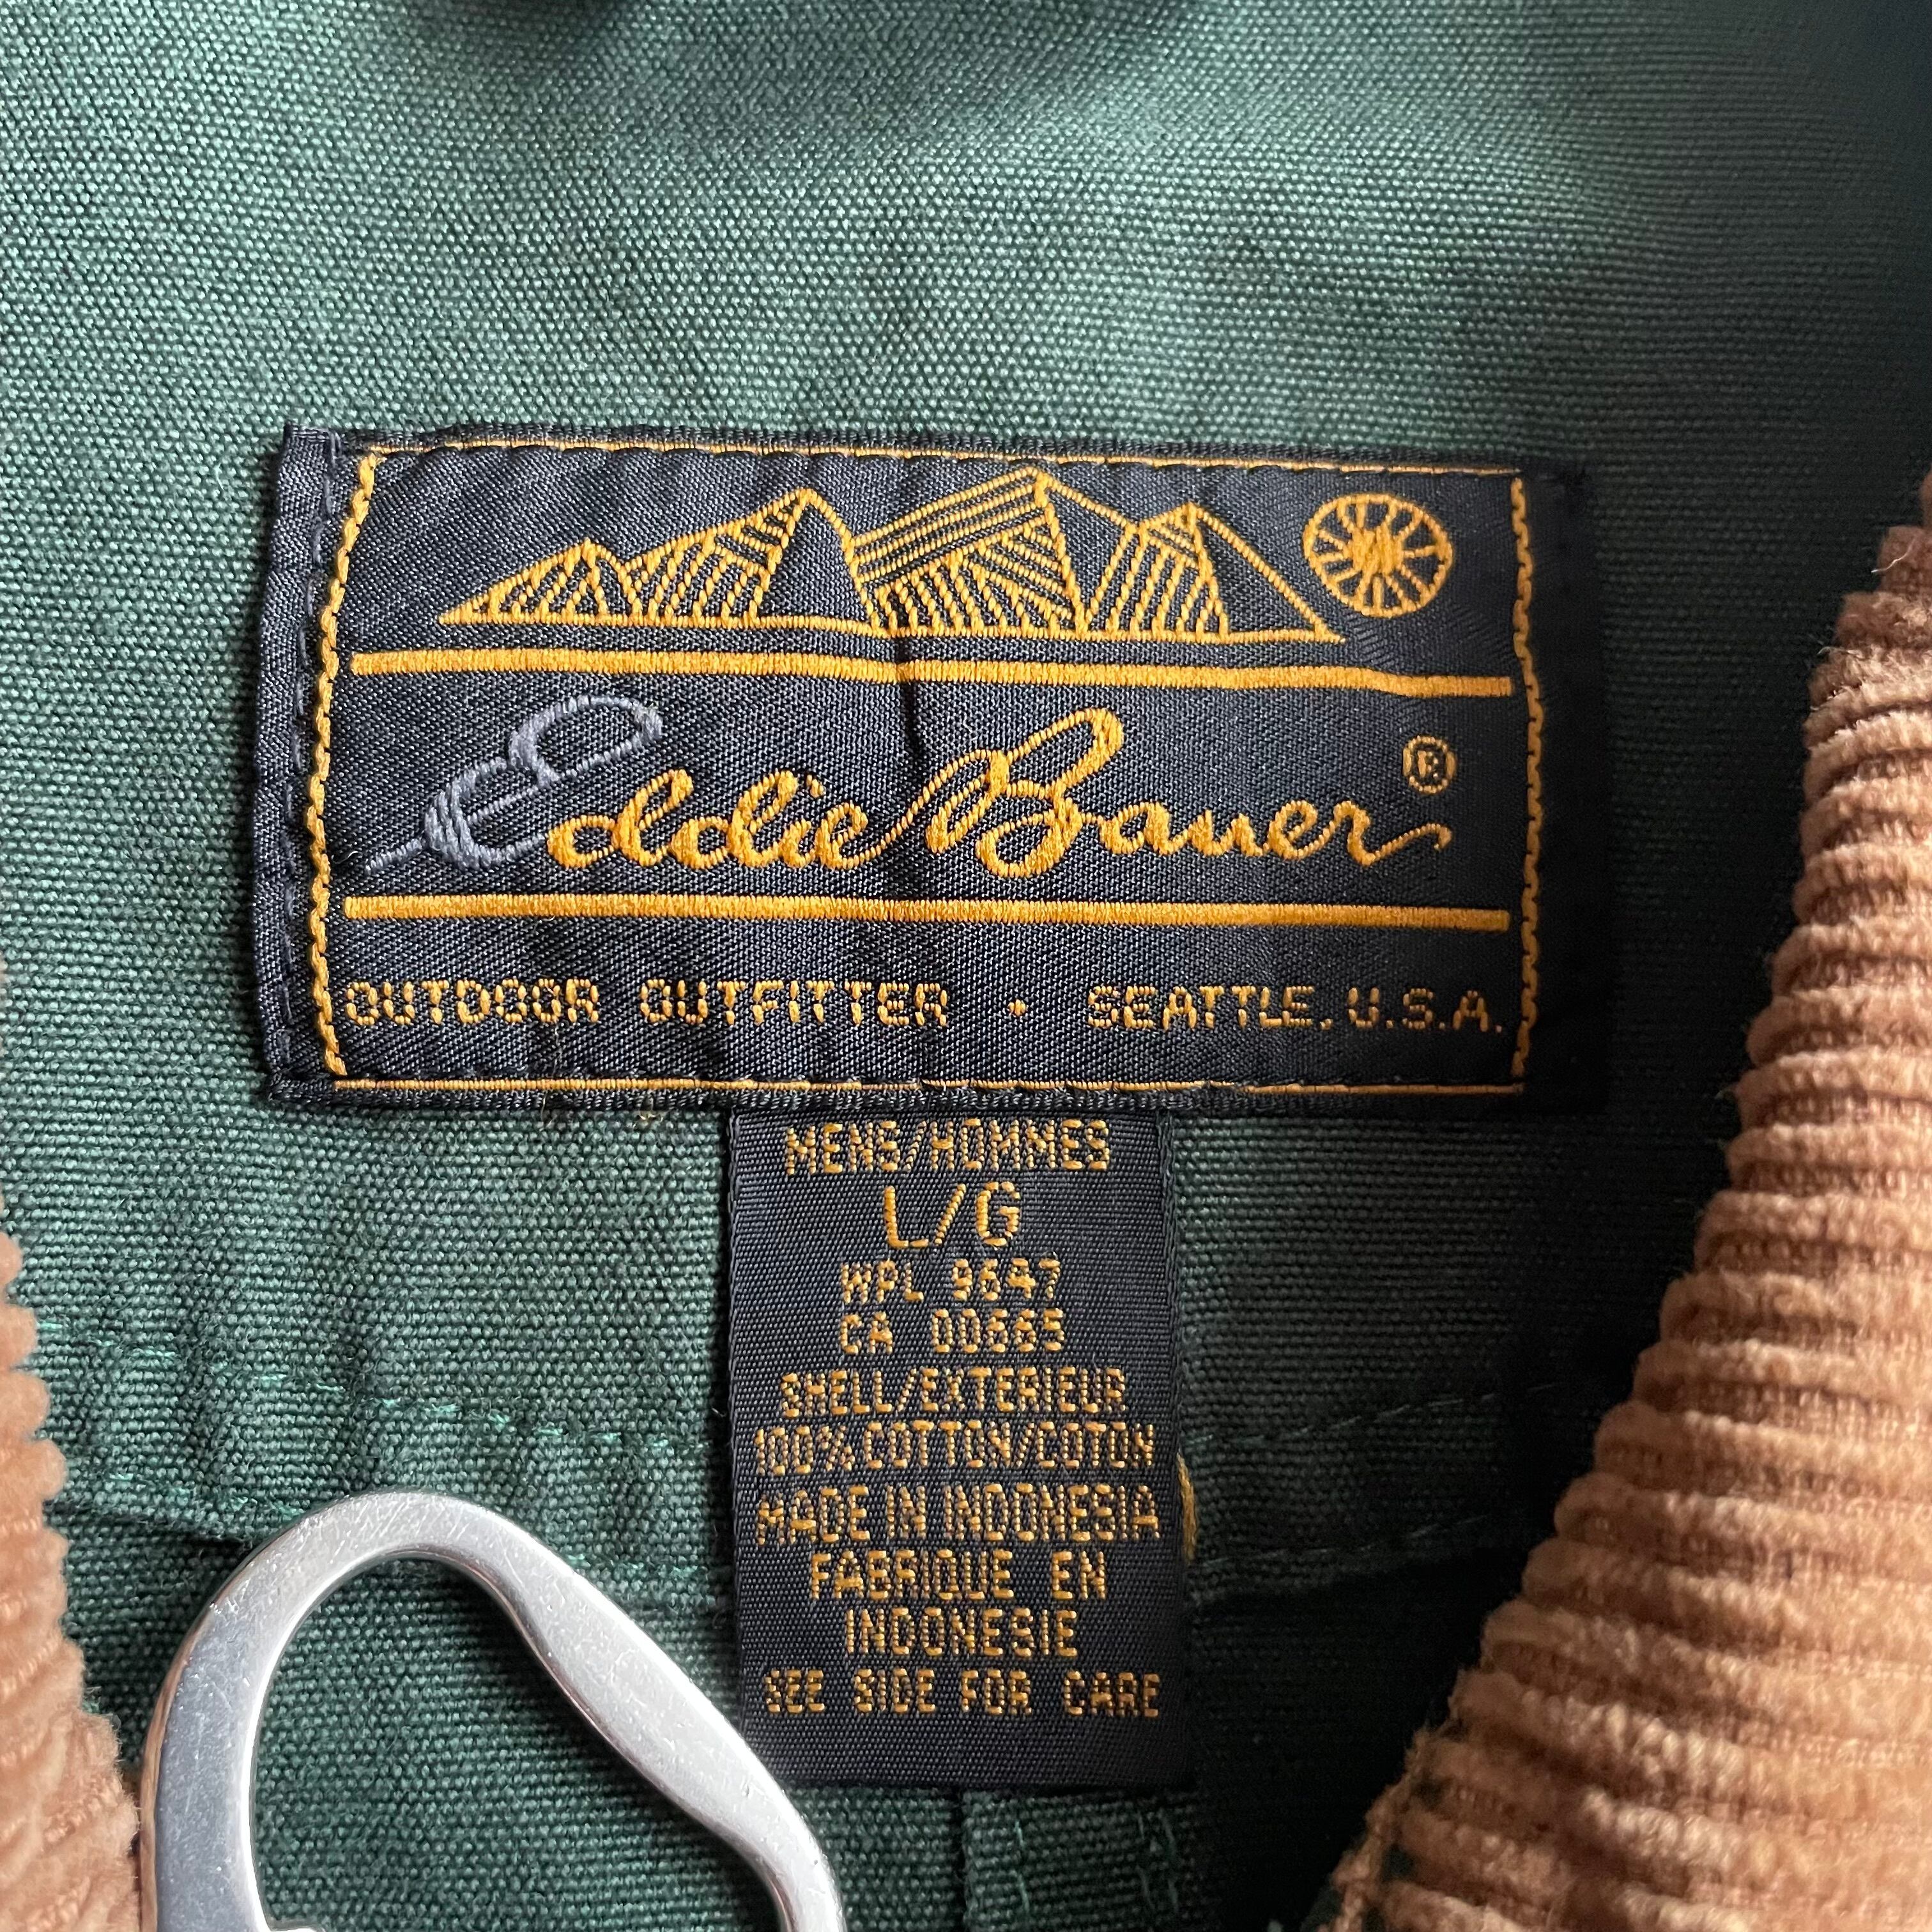 Eddie Bauer®
OUTDOOR OUTFITTER • SEATTLE, U.S.A.
MENS/HOMMES
L/G
WPL 9647
CA 00665
SHELL/EXTERIEUR
100% COTTON/COTON
MADE IN INDONESIA
FABRIQUE EN
INDONESIE
SEE SIDE FOR CARE